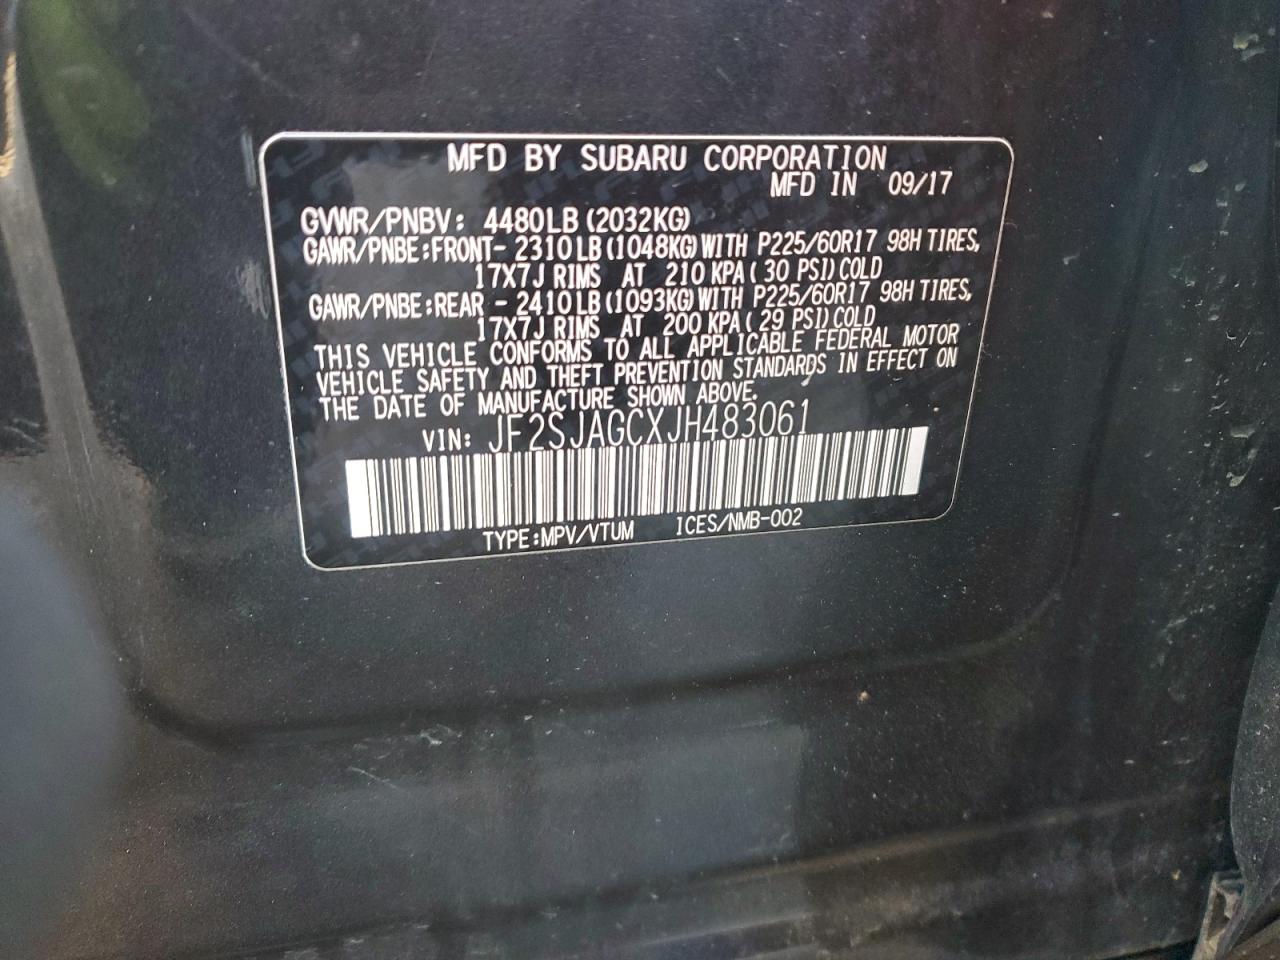 MFD BY SUBARU CORPORATION
MFD IN 09/17
GVWR/PNBV: 4480LB (2032KG)
GAWR/PNBE:FRONT- 2310LB (1048KG) WITH P225/60R17 98H TIRES,
17X7J RIMS AT 210 KPA ( 30 PSI) COLD
GAWR/PNBE:REAR - 2410LB (1093KG) WITH P225/60R17 98H TIRES,
17X7J RIMS AT 200 KPA ( 29 PSI) COLD
THIS VEHICLE CONFORMS TO ALL APPLICABLE FEDERAL MOTOR
VEHICLE SAFETY AND THEFT PREVENTION STANDARDS IN EFFECT ON
THE DATE OF MANUFACTURE SHOWN ABOVE.
VIN: JF2SJAGCXJH483061
TYPE:MPV/VTUM ICES/NMB-002